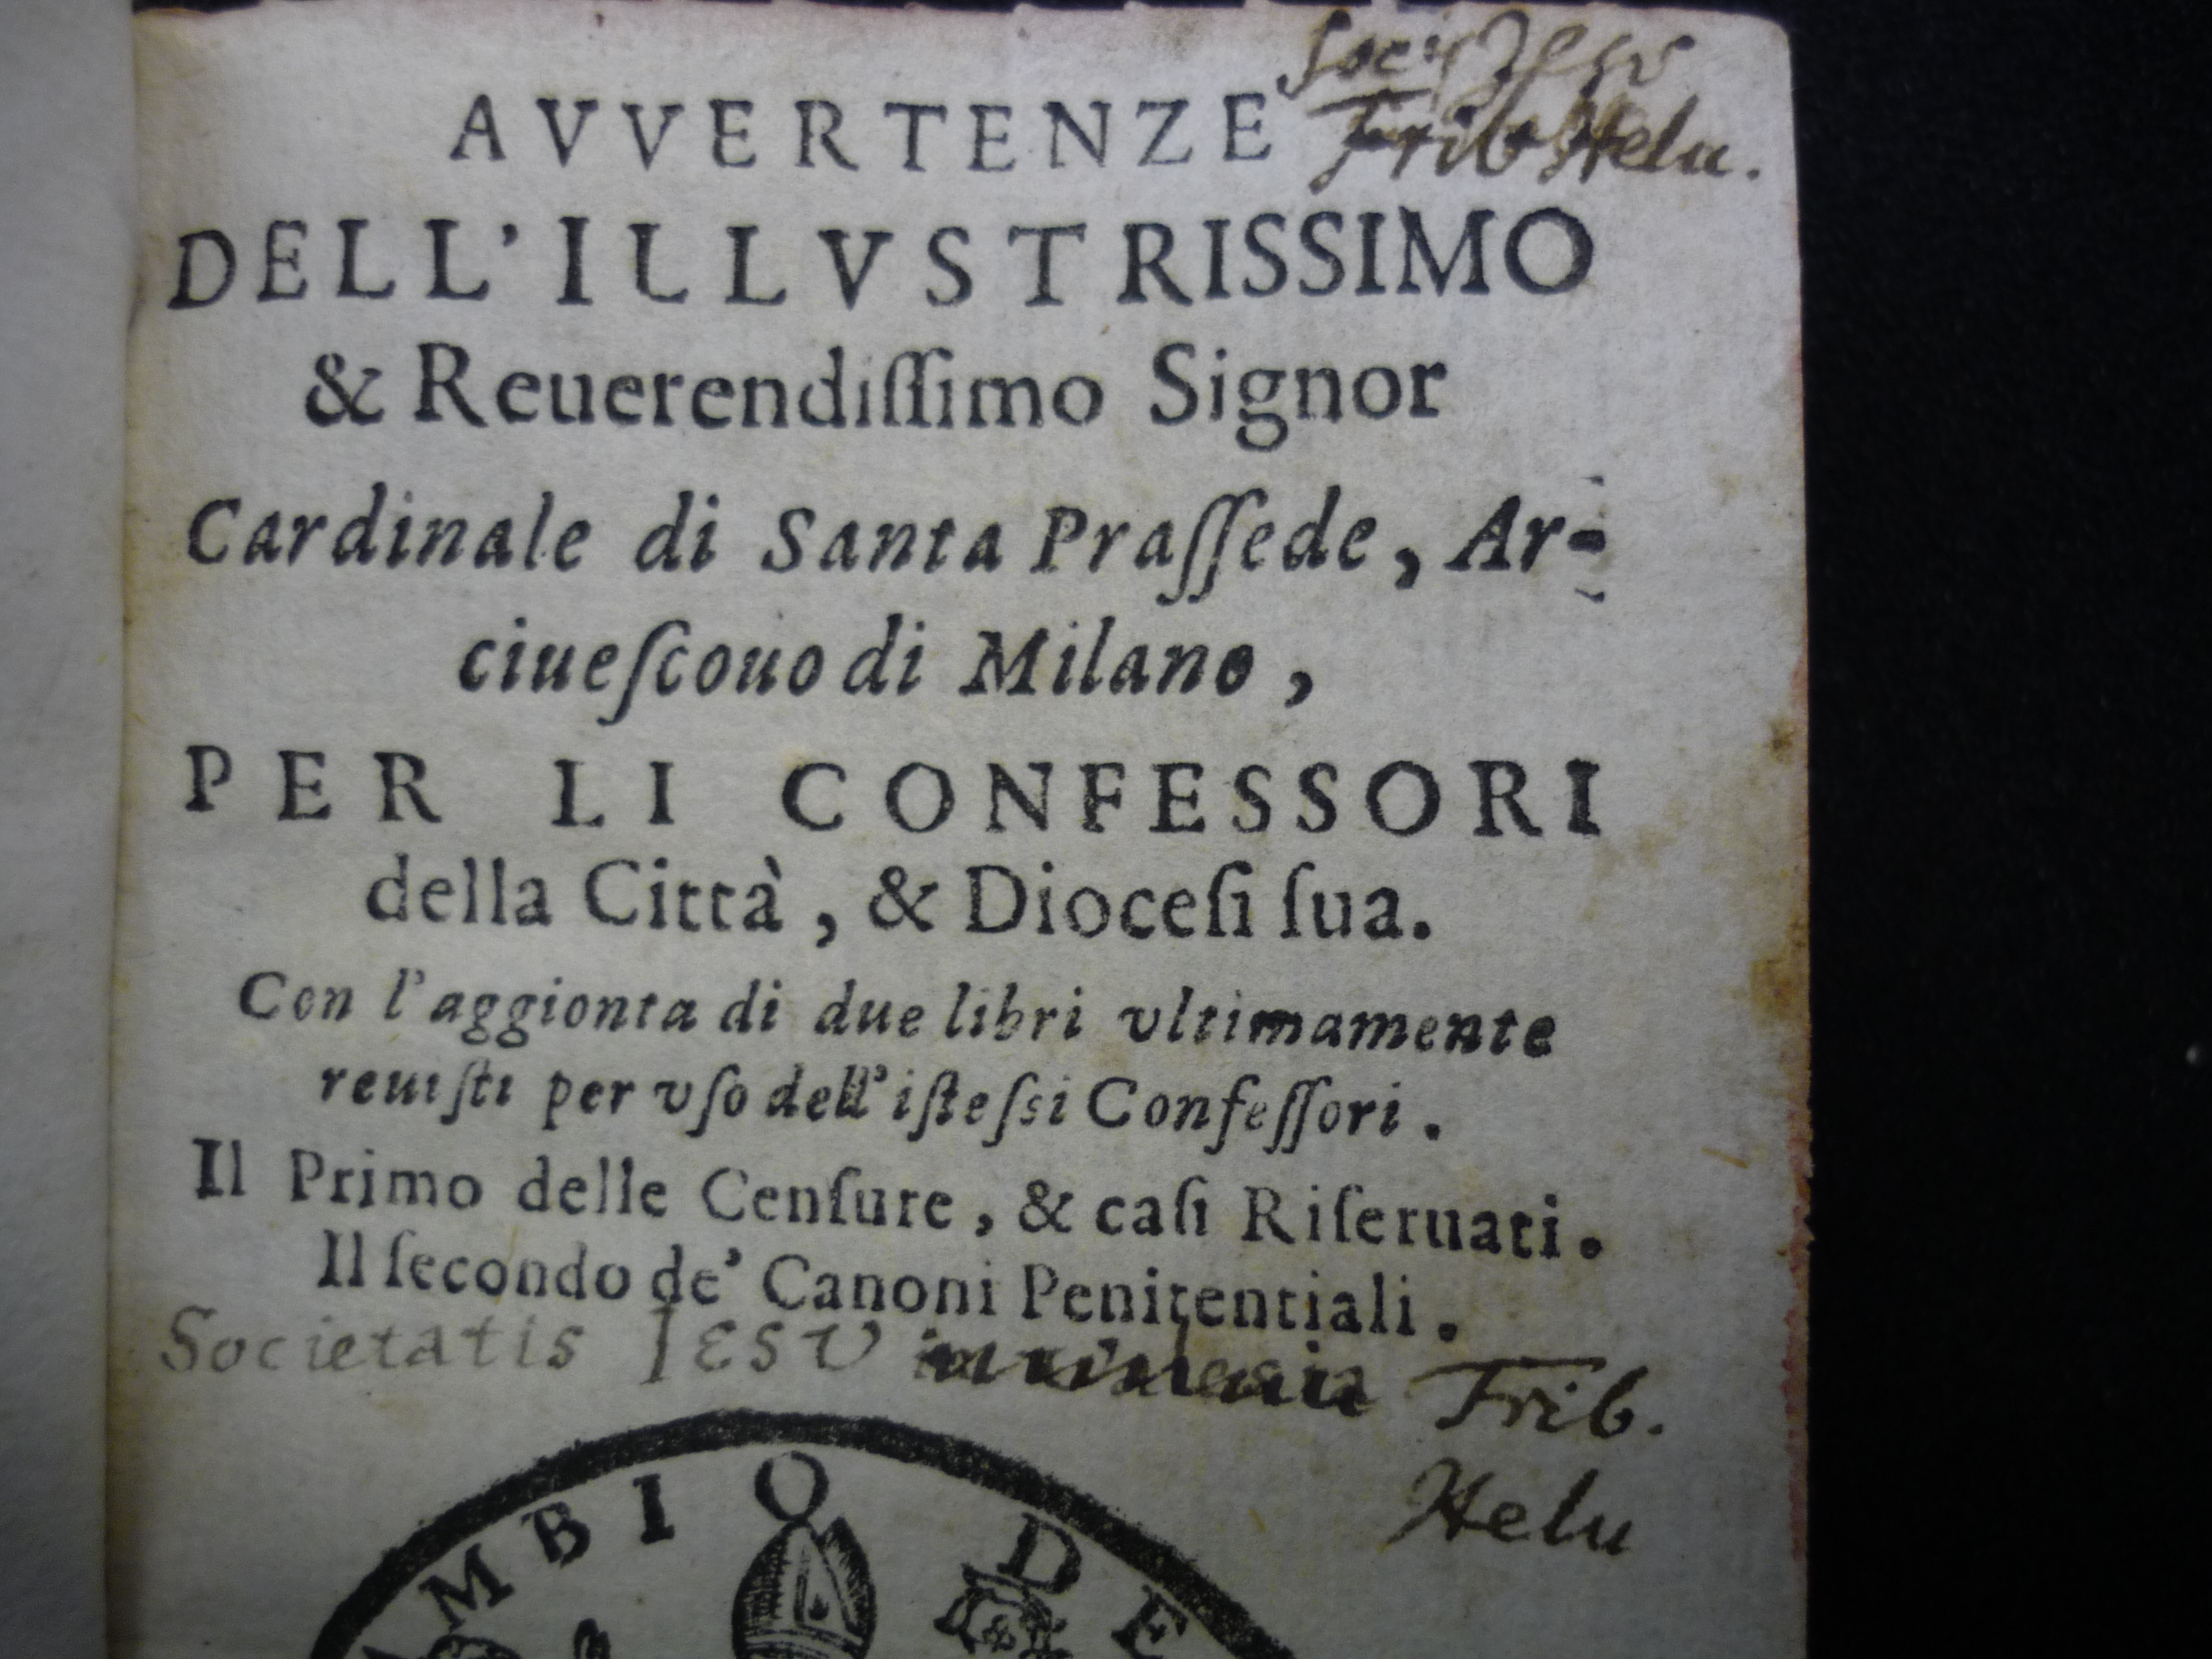 Soc: Jesu
Frib Helu.
AVVERTENZE
DELL'ILLVSTRISSIMO
& Reuerendiſſimo Signor
Cardinale di Santa Praſſede, Ar-
ciueſcouo di Milano,
PER LI CONFESSORI
della Città, & Dioceſi ſua.
Con l'aggionta di due libri vltimamente
reuiſti per vſo dell'iſteſsi Confeſſori.
Il Primo delle Cenſure, & caſi Riſeruati.
Il ſecondo de' Canoni Penitentiali.
Societatis IESV Frib.
Helu
MBIO DE